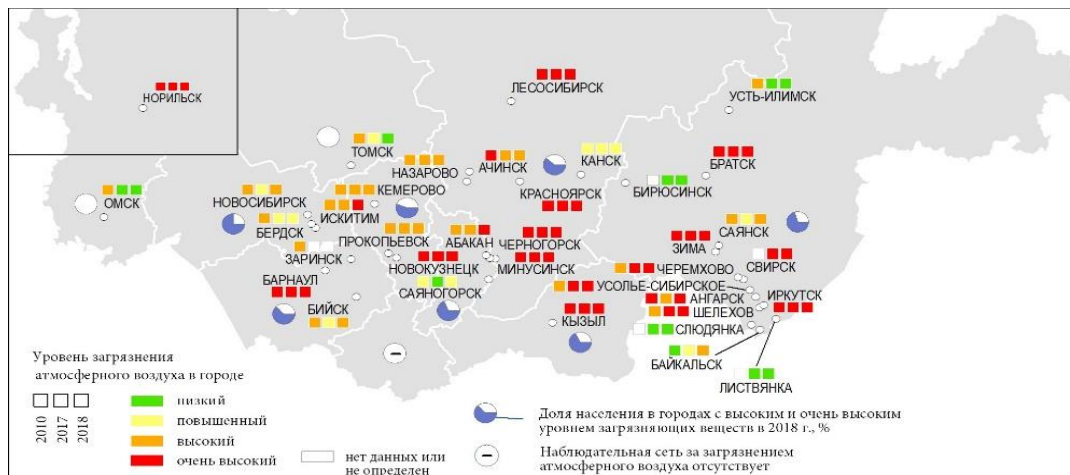 НОРИЛЬСК
ЛЕСОСИБИРСК
УСТЬ-ИЛИМСК
ТОМСК
НАЗАРОВО
АЧИНСК
КАНСК
БРАТСК
БИРЮСИНСК
ОМСК
НОВОСИБИРСК
КЕМЕРОВО
КРАСНОЯРСК
ИСКИТИМ
БЕРДСК
ПРОКОПЬЕВСК
АБАКАН
ЧЕРНОГОРСК
САЯНСК
ЗИМА
ЗАРИНСК
НОВОКУЗНЕЦК
МИНУСИНСК
СВИРСК
ЧЕРЕМХОВО
БАРНАУЛ
САЯНОГОРСК
УСОЛЬЕ-СИБИРСКОЕ
АНГАРСК
ИРКУТСК
БИЙСК
КЫЗЫЛ
ШЕЛЕХОВ
СЛЮДЯНКА
БАЙКАЛЬСК
ЛИСТВЯНКА
Уровень загрязнения
атмосферного воздуха в городе
2010
2017
2018
низкий
повышенный
высокий
очень высокий
нет данных или
не определен
Доля населения в городах с высоким и очень высоким
уровнем загрязняющих веществ в 2018 г., %
Наблюдательная сеть за загрязнением
атмосферного воздуха отсутствует